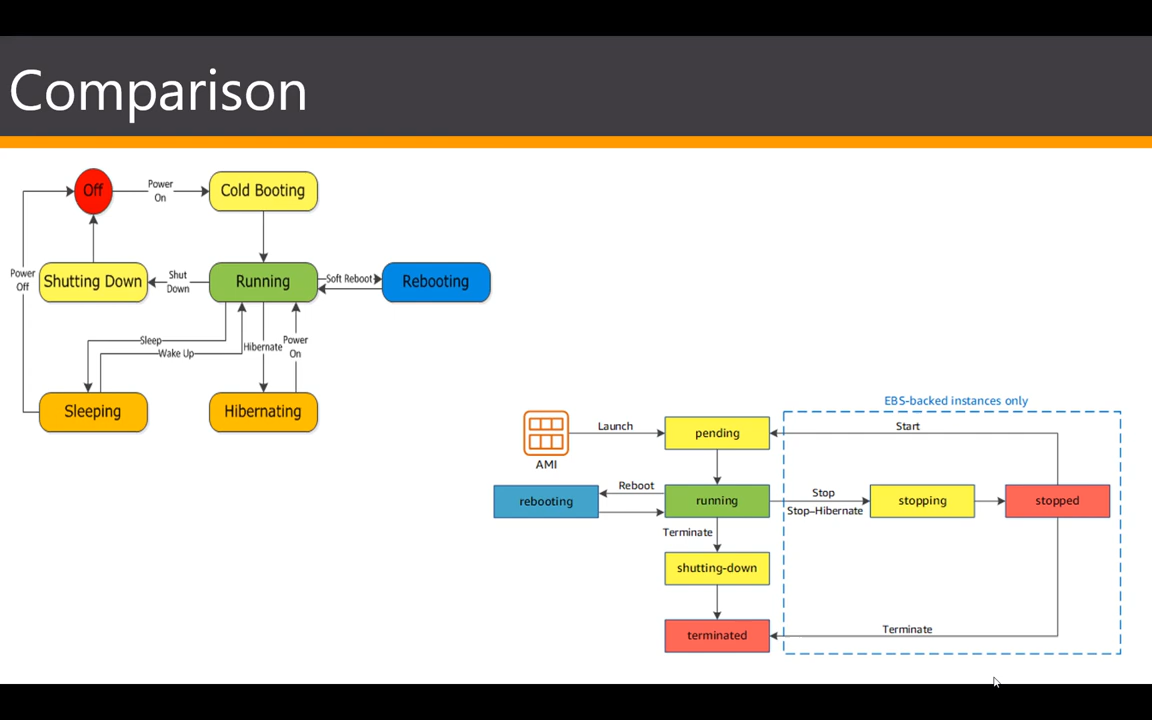 Comparison
Off
Power
On
Cold Booting
Power
Off
Shutting Down
Shut
Down
Running
Soft Reboot
Rebooting
Sleep
Wake Up
Hibernate
Power
On
Sleeping
Hibernating
EBS-backed instances only
AMI
Launch
pending
Start
rebooting
Reboot
running
Stop
Stop–Hibernate
stopping
stopped
Terminate
shutting-down
terminated
Terminate